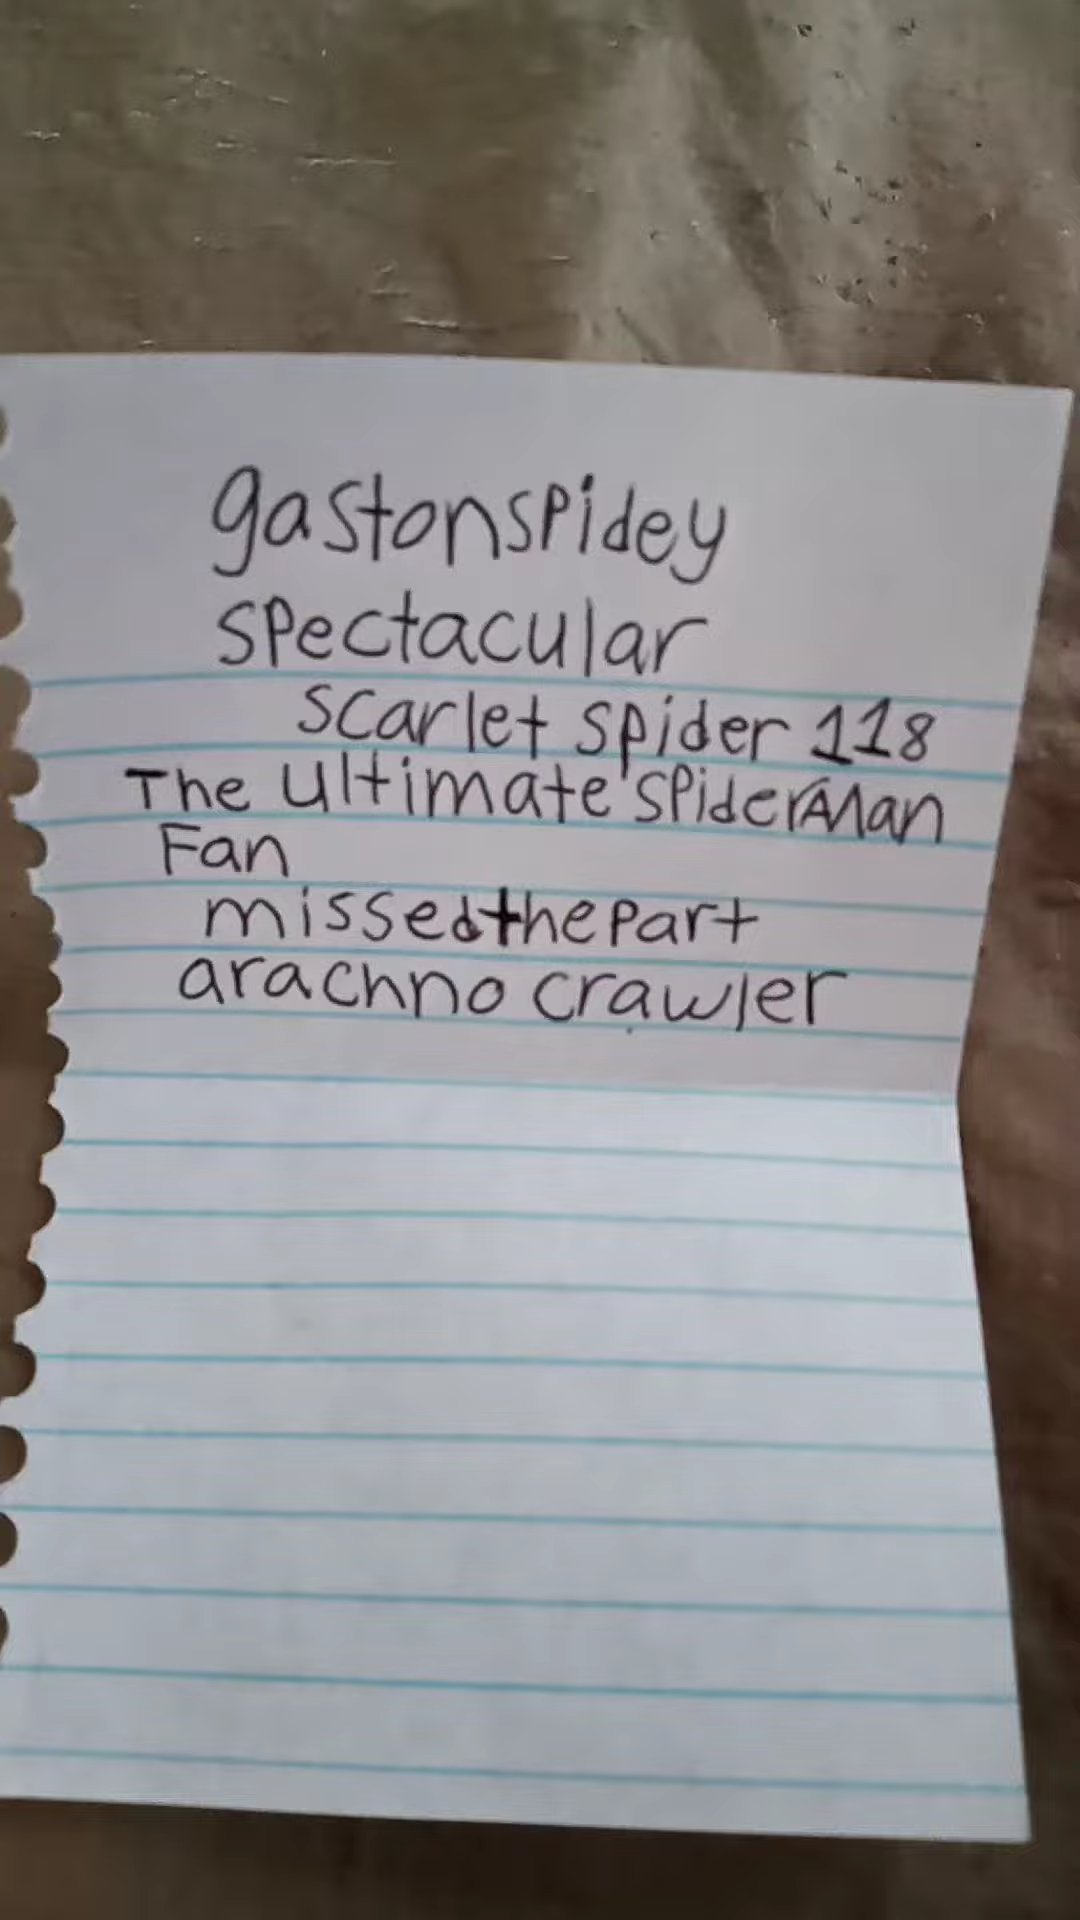 gastonspidey
spectacular
scarlet spider 118
The ultimate spiderMan
Fan
missedthepart
arachno crawler